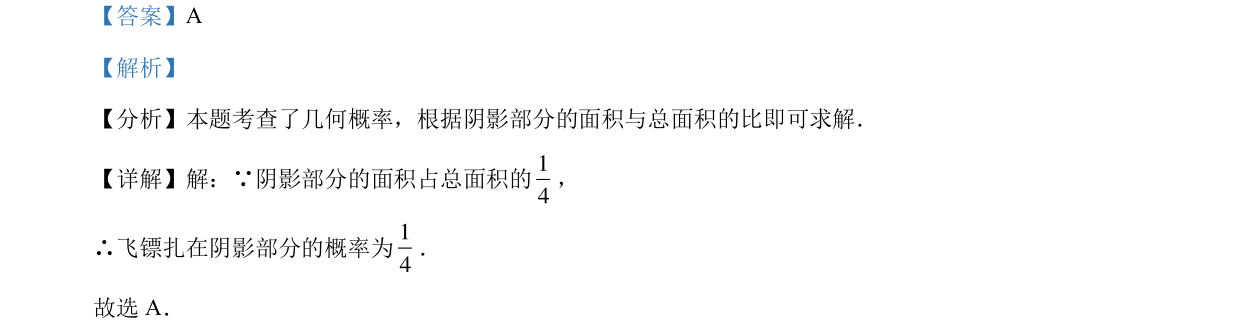 【答案】A
【解析】
【分析】本题考查了几何概率，根据阴影部分的面积与总面积的比即可求解．
【详解】解：∵阴影部分的面积占总面积的1/4，
∴飞镖扎在阴影部分的概率为1/4．
故选 A．